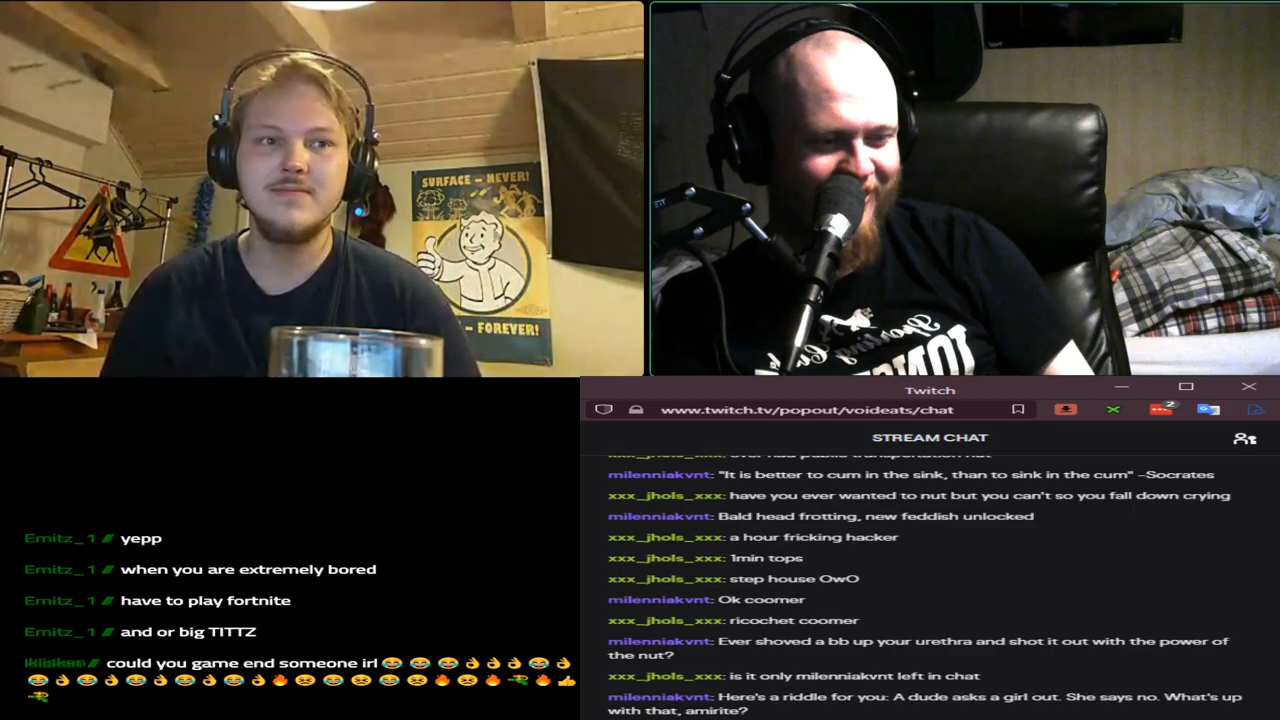 SURFACE - NEVER!
- FOREVER!
Twitch
www.twitch.tv/popout/voideats/chat
2
STREAM CHAT
milenniakvnt: "It is better to cum in the sink, than to sink in the cum" -Socrates
xxx_jhols_xxx: have you ever wanted to nut but you can't so you fall down crying
milenniakvnt: Bald head frotting, new feddish unlocked
xxx_jhols_xxx: a hour fricking hacker
xxx_jhols_xxx: 1min tops
xxx_jhols_xxx: step house OwO
milenniakvnt: Ok coomer
xxx_jhols_xxx: ricochet coomer
milenniakvnt: Ever shoved a bb up your urethra and shot it out with the power of
the nut?
xxx_jhols_xxx: is it only milenniakvnt left in chat
milenniakvnt: Here's a riddle for you: A dude asks a girl out. She says no. What's up
with that, amirite?
Emitz_1 // yepp
Emitz_1 // when you are extremely bored
Emitz_1 // have to play fortnite
Emitz_1 // and or big TITTZ
// could you game end someone irl 😂😂😂👌👌👌😂👌
😂👌😂👌😂👌😂👌😂👌🔥😣😂😣😂😣🔥😣🔥🔫🔥👍
🔫